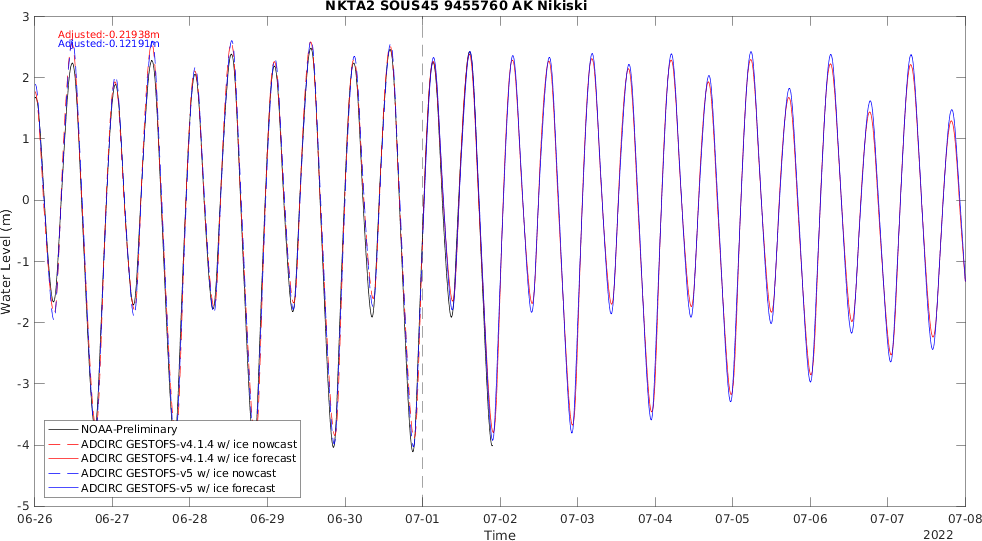 NKTA2 SOUS45 9455760 AK Nikiski
Adjusted:-0.21938m
Adjusted:-0.12191m
Water Level (m)
3
2
1
0
-1
-2
-3
-4
-5
NOAA-Preliminary
ADCIRC GESTOFS-v4.1.4 w/ ice nowcast
ADCIRC GESTOFS-v4.1.4 w/ ice forecast
ADCIRC GESTOFS-v5 w/ ice nowcast
ADCIRC GESTOFS-v5 w/ ice forecast
06-26 06-27 06-28 06-29 06-30 07-01 07-02 07-03 07-04 07-05 07-06 07-07 07-08
Time
2022